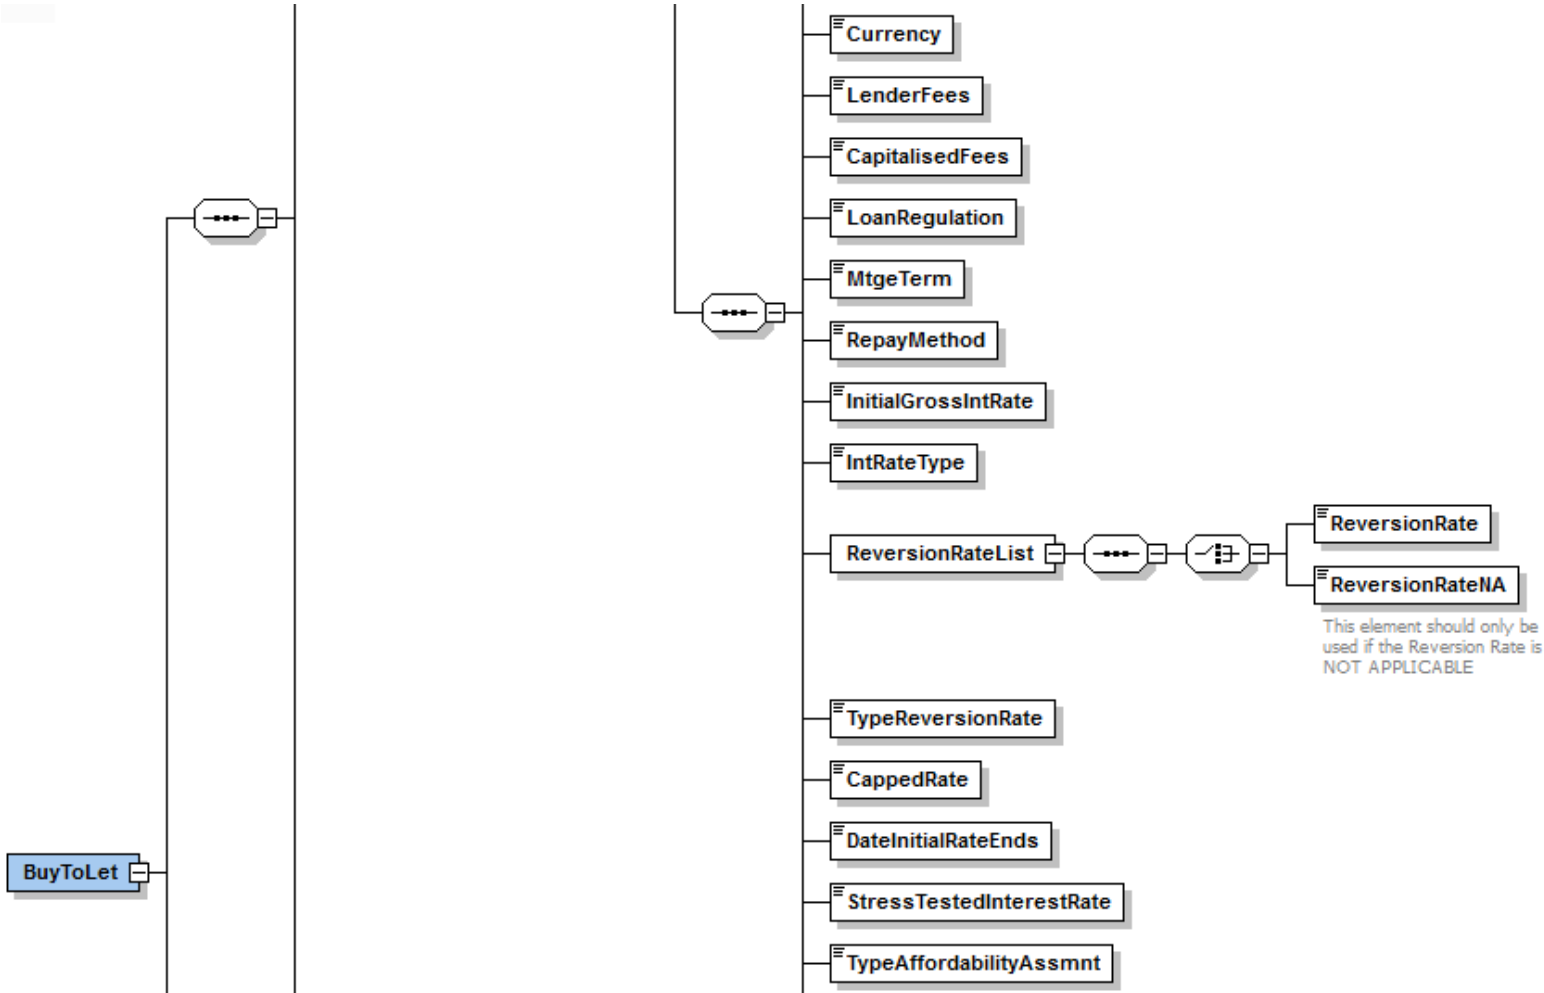 Currency
LenderFees
CapitalisedFees
LoanRegulation
MtgeTerm
RepayMethod
InitialGrossIntRate
IntRateType
ReversionRateList
ReversionRate
ReversionRateNA
This element should only be
used if the Reversion Rate is
NOT APPLICABLE
TypeReversionRate
CappedRate
DateInitialRateEnds
BuyToLet
StressTestedInterestRate
TypeAffordabilityAssmnt